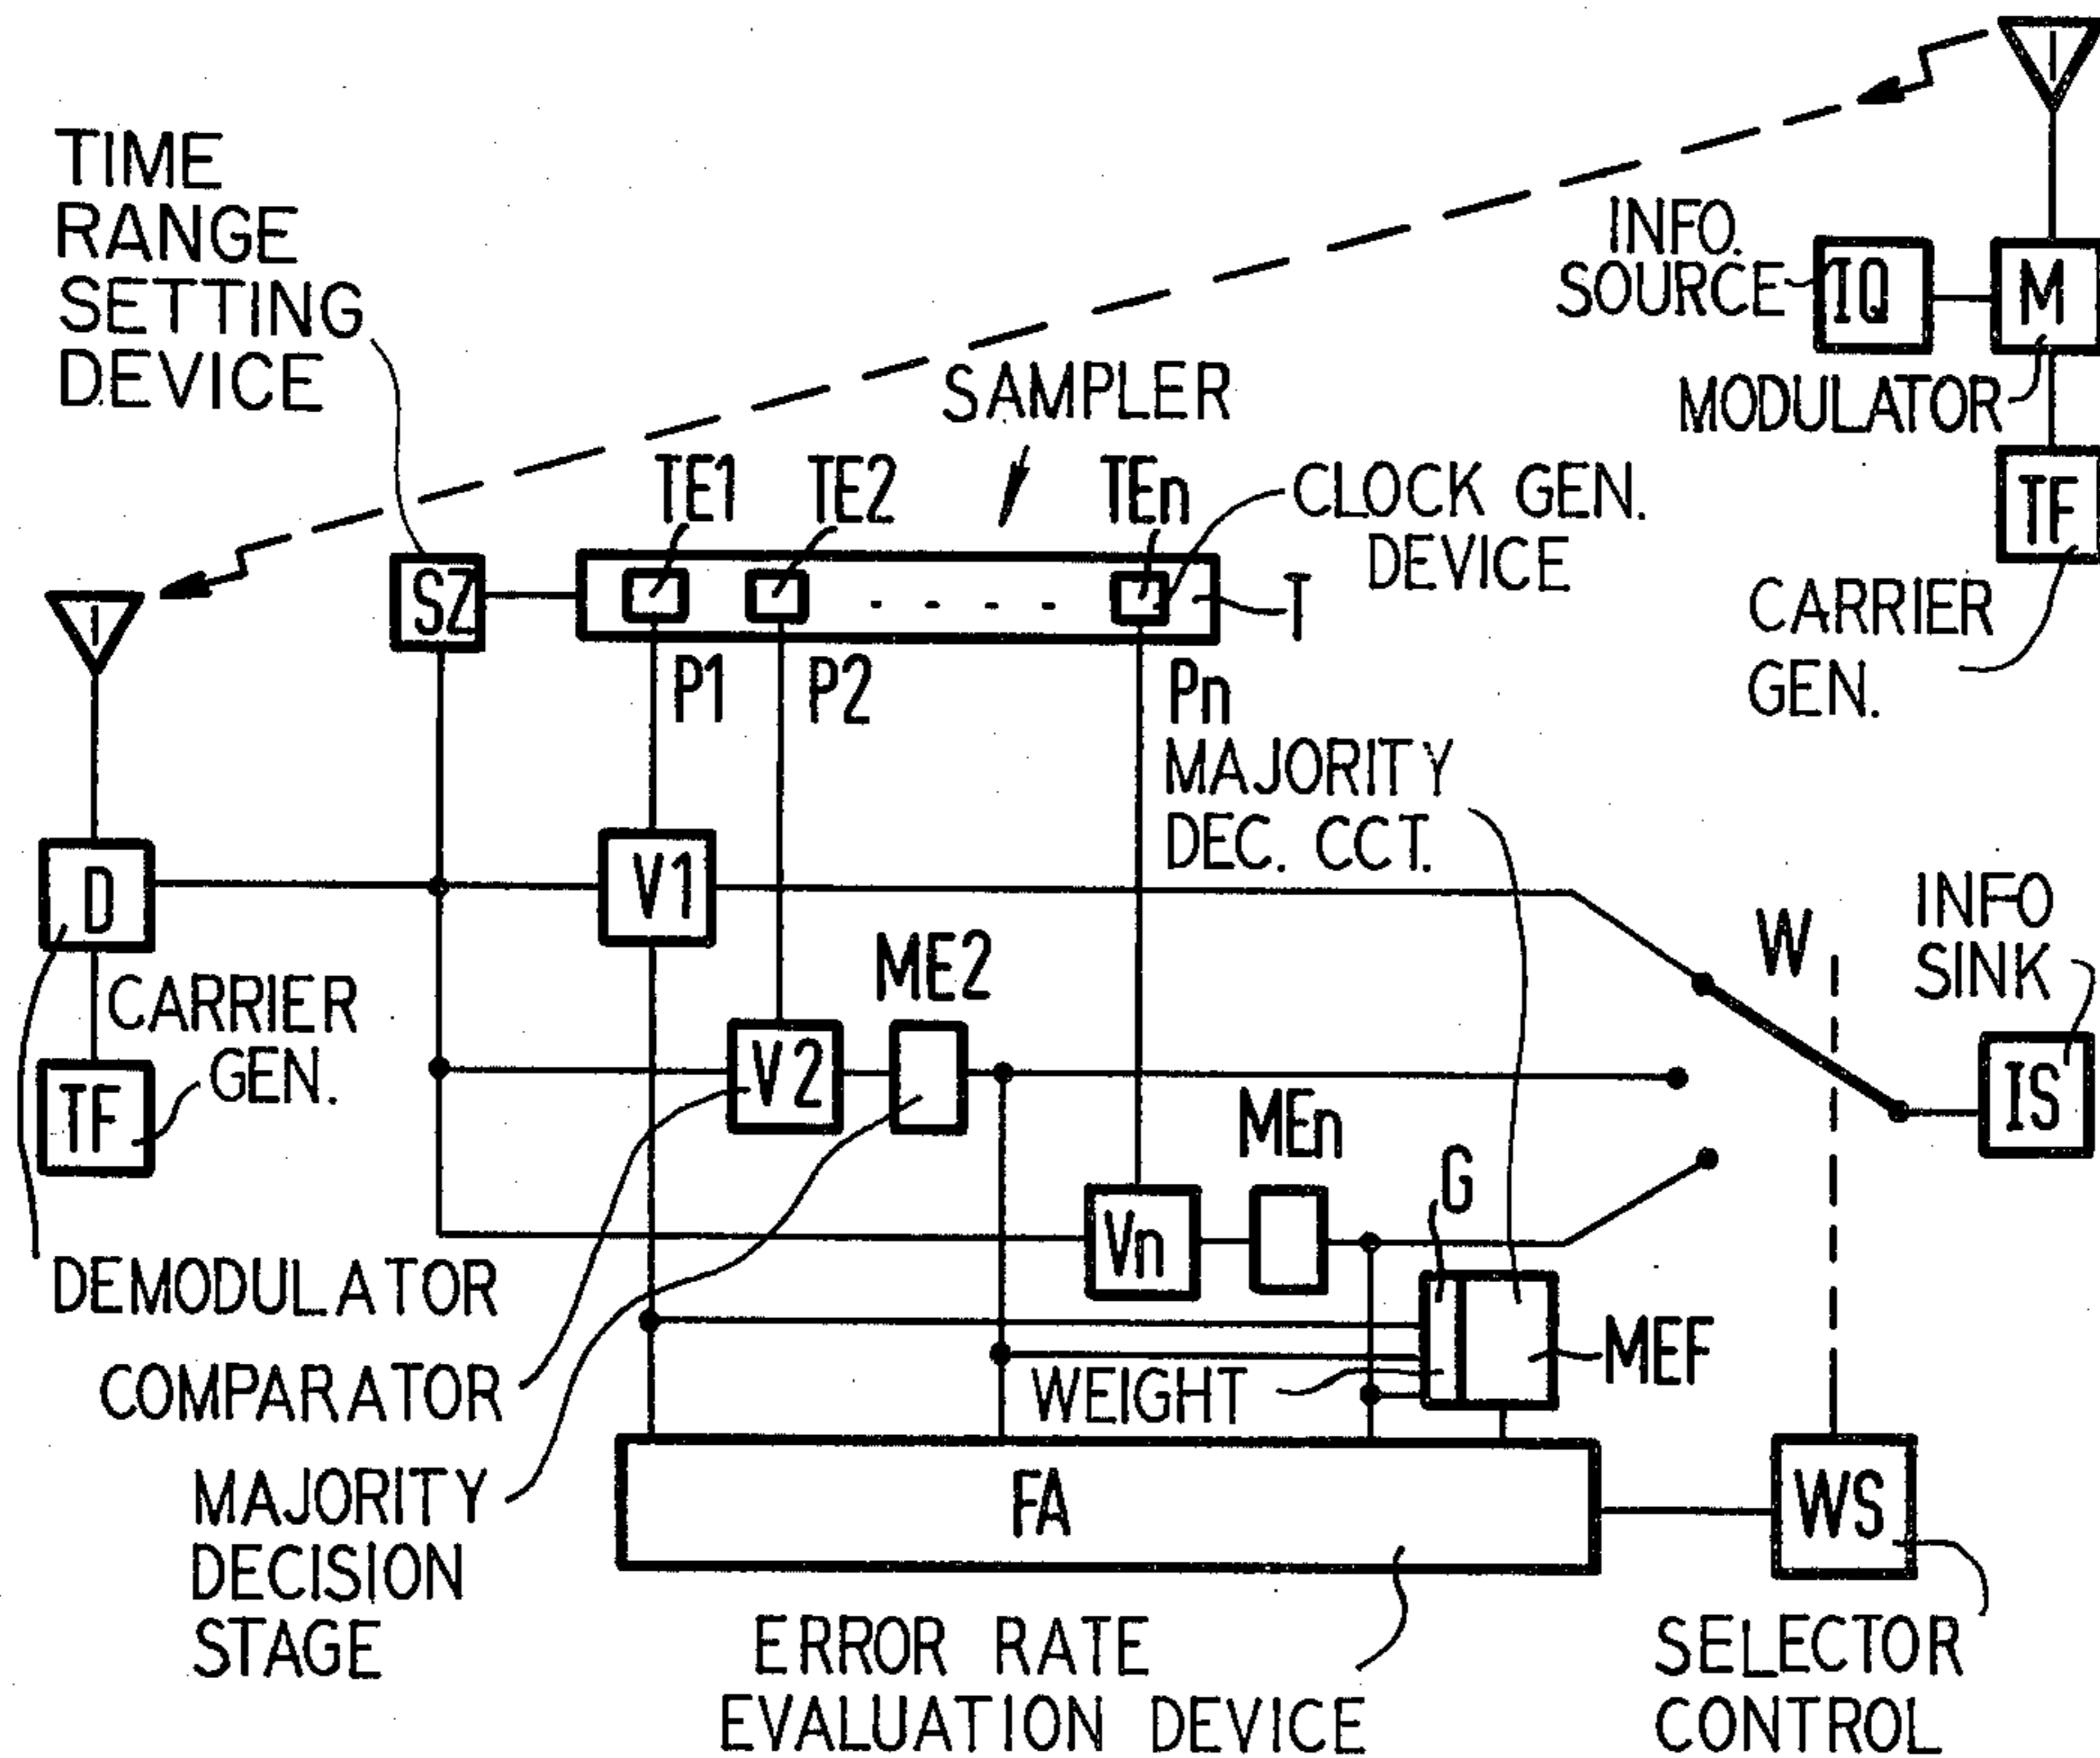 TIME
RANGE
SETTING
DEVICE
INFO.
SOURCE
IQ
M
MODULATOR
TF
CARRIER
GEN.
SAMPLER
TE1
TE2
TEn
CLOCK GEN.
DEVICE
SZ
. . . .
T
P1
P2
Pn
MAJORITY
DEC. CCT.
D
V1
W
INFO
SINK
CARRIER
GEN.
ME2
TF
V2
IS
MEn
G
Vn
DEMODULATOR
COMPARATOR
WEIGHT
MEF
MAJORITY
DECISION
STAGE
FA
WS
ERROR RATE
EVALUATION DEVICE
SELECTOR
CONTROL